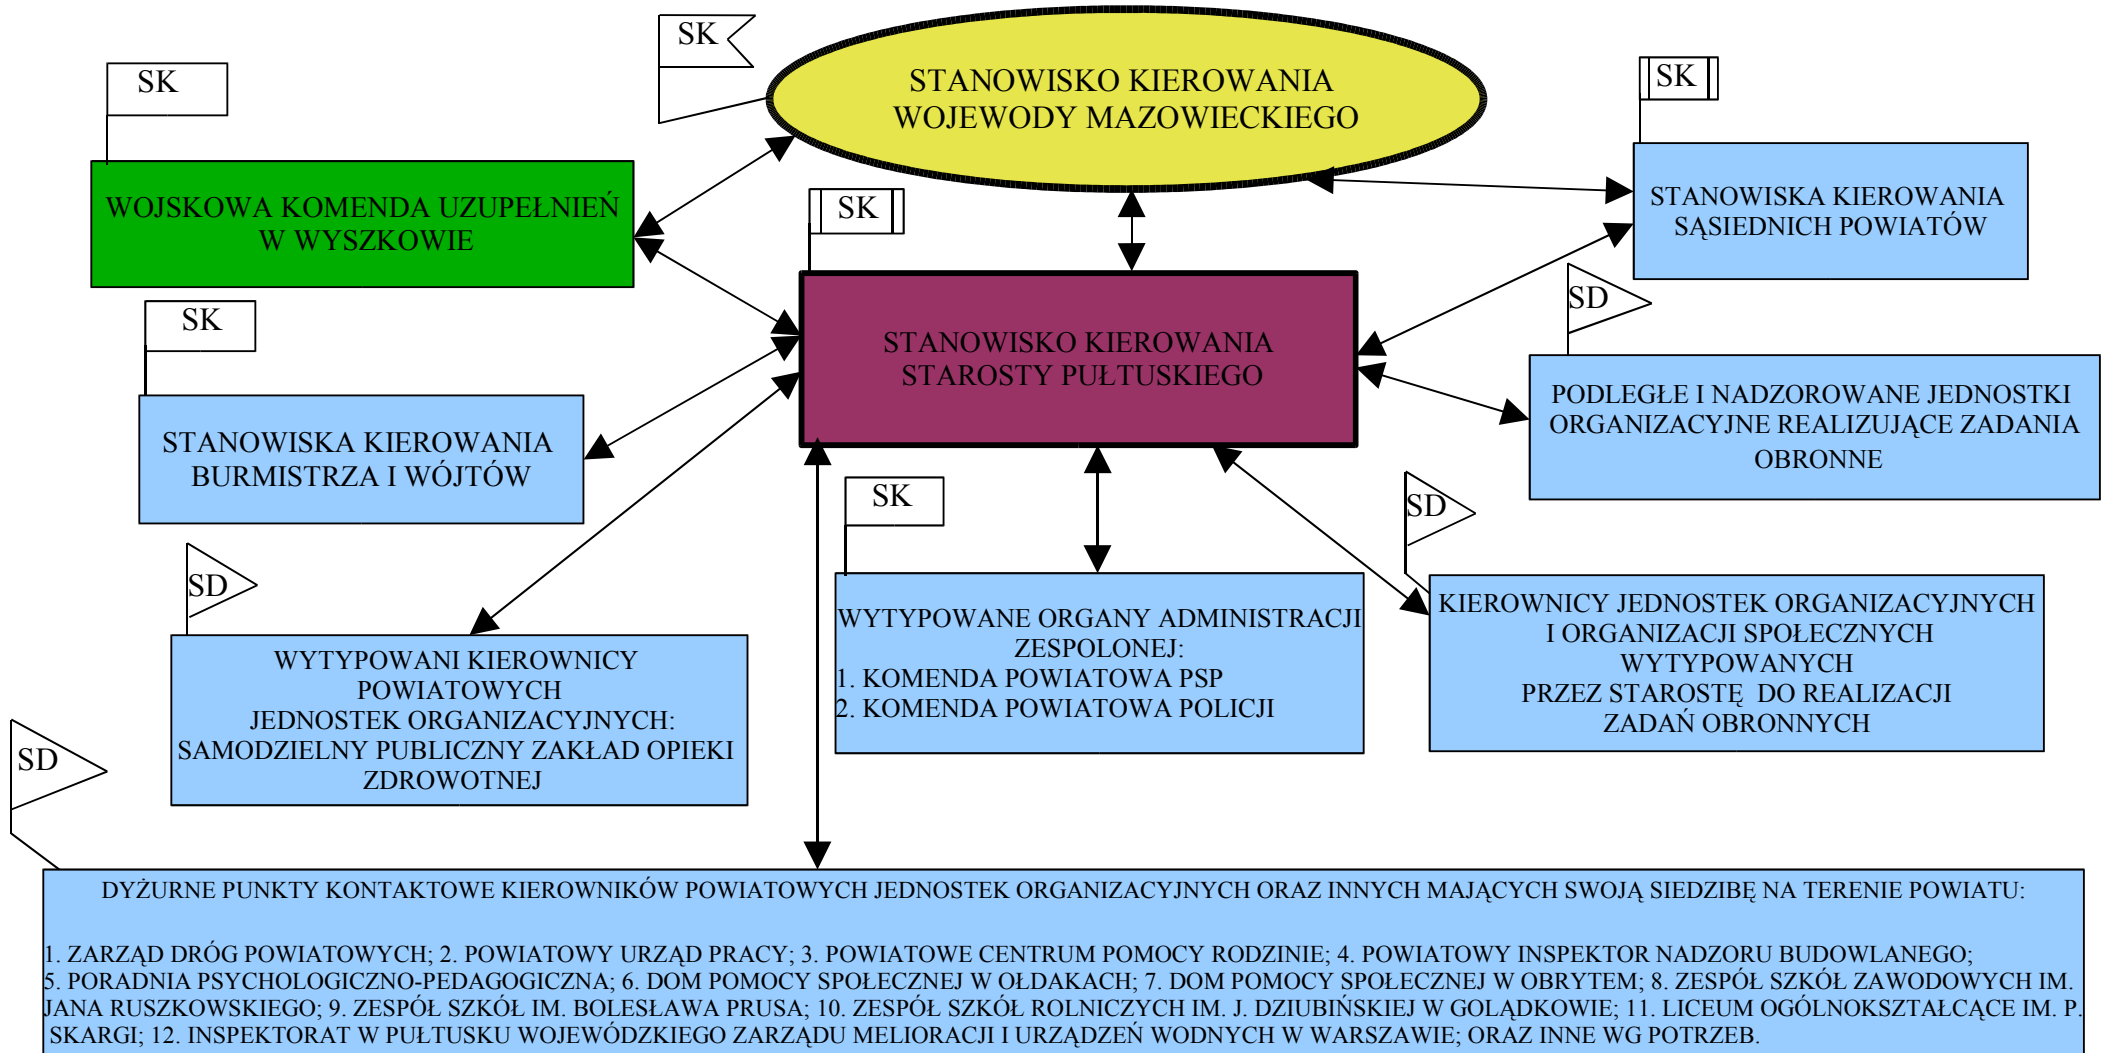 SK
STANOWISKO KIEROWANIA
WOJEWODY MAZOWIECKIEGO
SK
WOJSKOWA KOMENDA UZUPEŁNIEŃ
W WYSZKOWIE
SK
STANOWISKA KIEROWANIA
SĄSIEDNICH POWIATÓW
SK
STANOWISKO KIEROWANIA
STAROSTY PUŁTUSKIEGO
SK
STANOWISKA KIEROWANIA
BURMISTRZA I WÓJTÓW
SD
PODLEGŁE I NADZOROWANE JEDNOSTKI
ORGANIZACYJNE REALIZUJĄCE ZADANIA
OBRONNE
SD
WYTYPOWANI KIEROWNICY
POWIATOWYCH
JEDNOSTEK ORGANIZACYJNYCH:
SAMODZIELNY PUBLICZNY ZAKŁAD OPIEKI
ZDROWOTNEJ
SK
WYTYPOWANE ORGANY ADMINISTRACJI
ZESPOLONEJ:
1. KOMENDA POWIATOWA PSP
2. KOMENDA POWIATOWA POLICJI
SD
KIEROWNICY JEDNOSTEK ORGANIZACYJNYCH
I ORGANIZACJI SPOŁECZNYCH
WYTYPOWANYCH
PRZEZ STAROSTĘ DO REALIZACJI
ZADAŃ OBRONNYCH
SD
DYŻURNE PUNKTY KONTAKTOWE KIEROWNIKÓW POWIATOWYCH JEDNOSTEK ORGANIZACYJNYCH ORAZ INNYCH MAJĄCYCH SWOJĄ SIEDZIBĘ NA TERENIE POWIATU:
1. ZARZĄD DRÓG POWIATOWYCH; 2. POWIATOWY URZĄD PRACY; 3. POWIATOWE CENTRUM POMOCY RODZINIE; 4. POWIATOWY INSPEKTOR NADZORU BUDOWLANEGO;
5. PORADNIA PSYCHOLOGICZNO-PEDAGOGICZNA; 6. DOM POMOCY SPOŁECZNEJ W OŁDAKACH; 7. DOM POMOCY SPOŁECZNEJ W OBRYTEM; 8. ZESPÓŁ SZKÓŁ ZAWODOWYCH IM.
JANA RUSZKOWSKIEGO; 9. ZESPÓŁ SZKÓŁ IM. BOLESŁAWA PRUSA; 10. ZESPÓŁ SZKÓŁ ROLNICZYCH IM. J. DZIUBIŃSKIEJ W GOLĄDKOWIE; 11. LICEUM OGÓLNOKSZTAŁCĄCE IM. P.
SKARGI; 12. INSPEKTORAT W PUŁTUSKU WOJEWÓDZKIEGO ZARZĄDU MELIORACJI I URZĄDZEŃ WODNYCH W WARSZAWIE; ORAZ INNE WG POTRZEB.